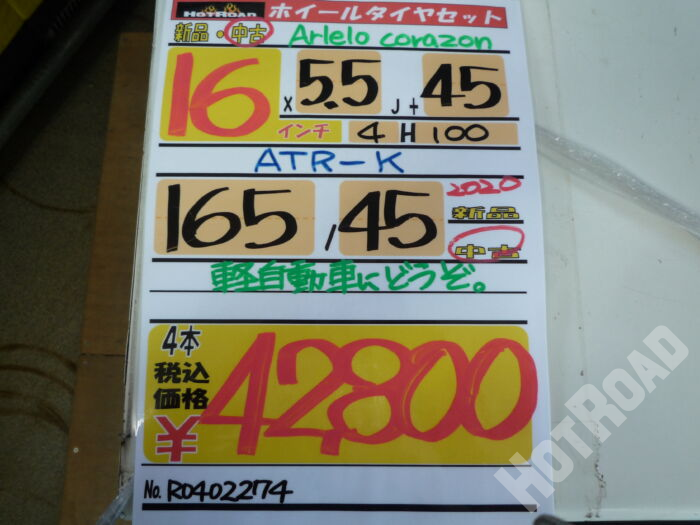 HOTROAD ホイールタイヤセット
新品・中古 Arlelo corazon
16 x 5.5 J + 45
インチ 4 H 100
ATR-K
165 / 45 2020
新品
中古
軽自動車にどうぞ。
4本
税込
価格
¥42,800
No. R0402274
HOTROAD